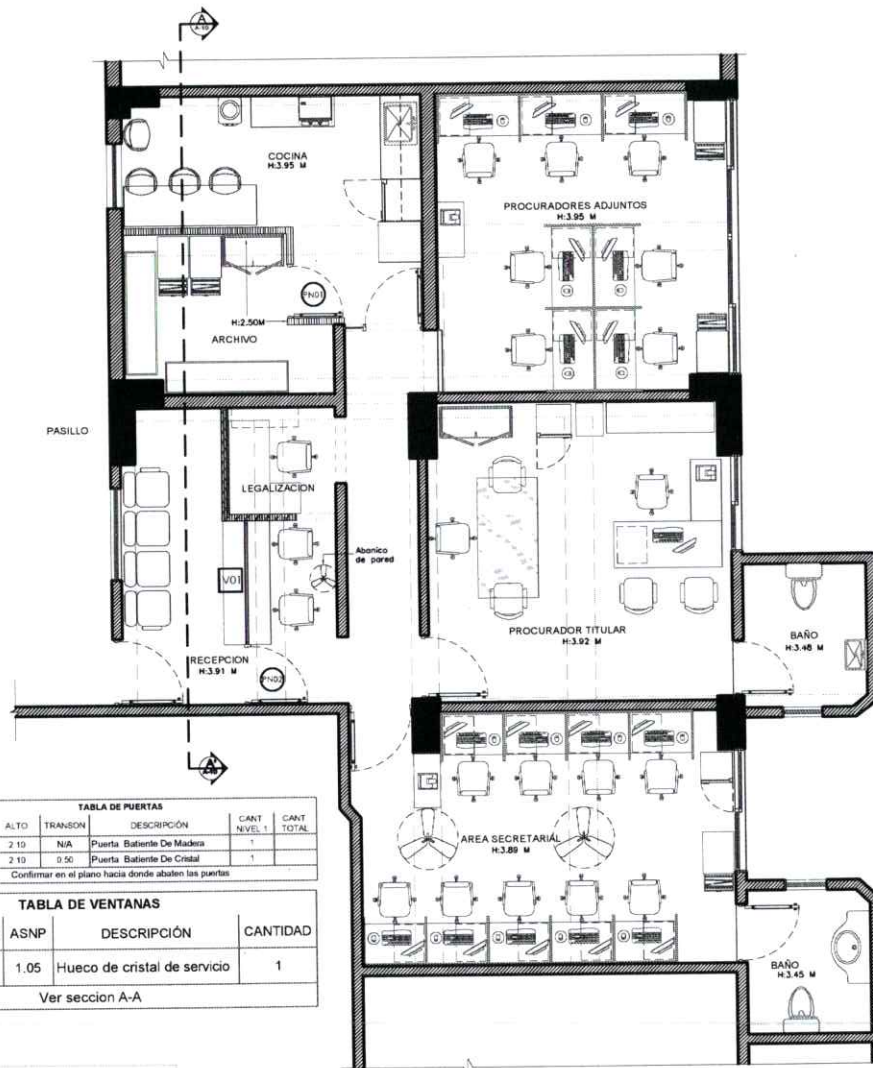 A
A-10
COCINA
H:3.95 M
PROCURADORES ADJUNTOS
H:3.95 M
PN01
H:2.50M
ARCHIVO
PASILLO
LEGALIZACION
Abanico
de pared
V01
RECEPCION
H:3.91 M
PN02
PROCURADOR TITULAR
H:3.92 M
BAÑO
H:3.48 M
A'
A-10
AREA SECRETARIAL
H:3.89 M
BAÑO
H:3.45 M
TABLA DE PUERTAS
ALTO TRANSON DESCRIPCIÓN CANT NIVEL 1 CANT TOTAL
2.10 N/A Puerta Batiente De Madera 1
2.10 0.50 Puerta Batiente De Cristal 1
Confirmar en el plano hacia donde abaten las puertas
TABLA DE VENTANAS
ASNP DESCRIPCIÓN CANTIDAD
1.05 Hueco de cristal de servicio 1
Ver seccion A-A